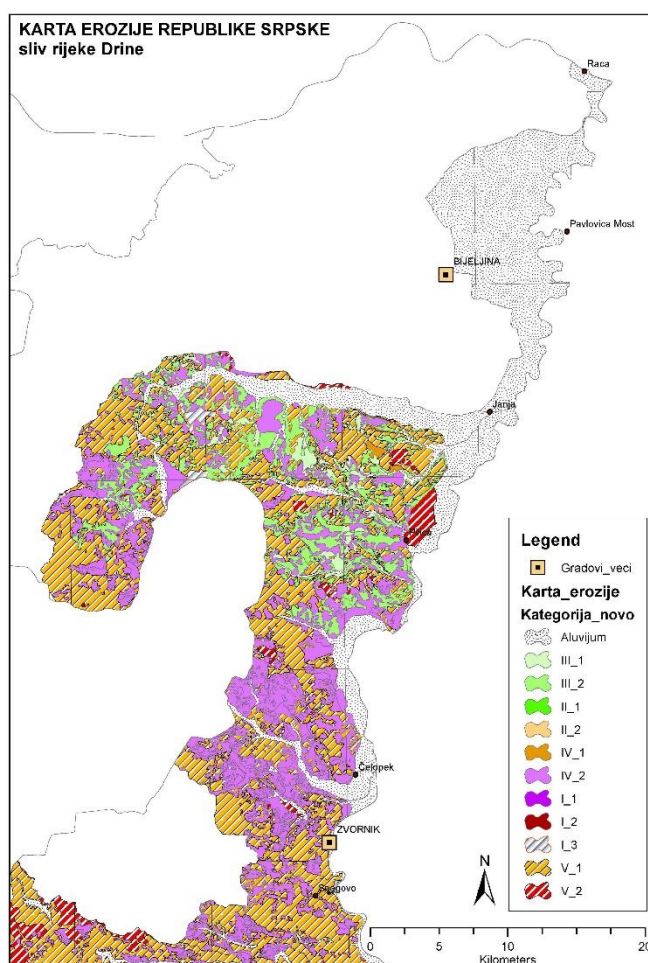 KARTA EROZIJE REPUBLIKE SRPSKE
sliv rijeke Drine
Raca
Pavlovica Most
BIJELJINA
Janja
Čelopek
ZVORNIK
Snagovo
Legend
Gradovi_veci
Karta_erozije
Kategorija_novo
Aluvijum
III_1
III_2
II_1
II_2
IV_1
IV_2
I_1
I_2
I_3
V_1
V_2
N
0 5 10 20
Kilometers